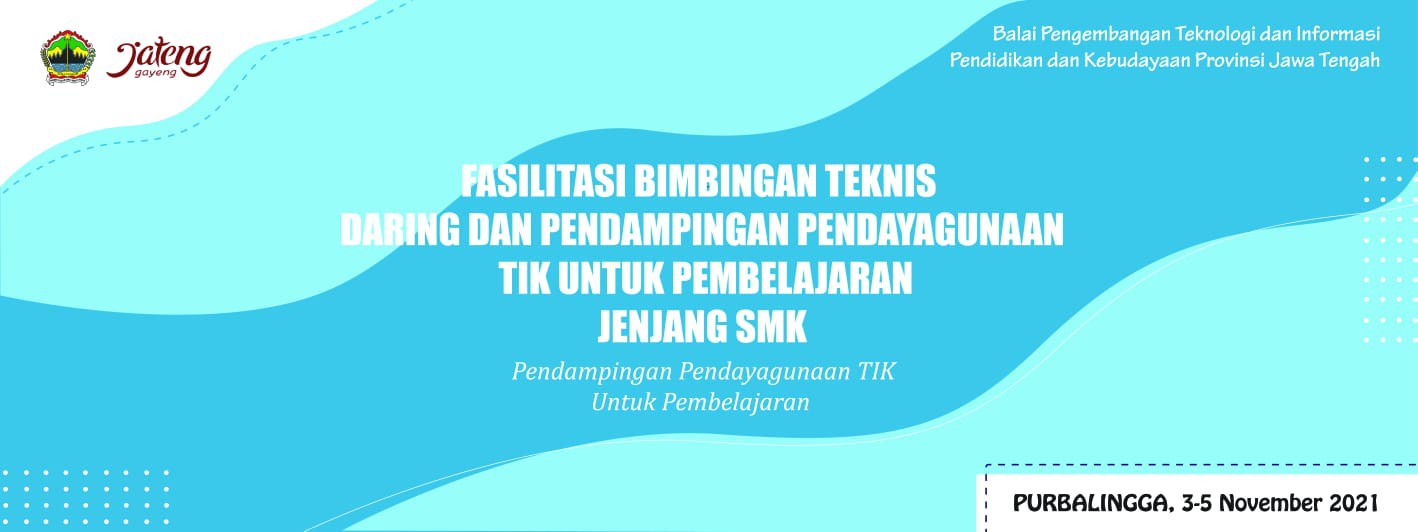 Jateng
gayeng
Balai Pengembangan Teknologi dan Informasi
Pendidikan dan Kebudayaan Provinsi Jawa Tengah
FASILITASI BIMBINGAN TEKNIS
DARING DAN PENDAMPINGAN PENDAYAGUNAAN
TIK UNTUK PEMBELAJARAN
JENJANG SMK
Pendampingan Pendayagunaan TIK
Untuk Pembelajaran
PURBALINGGA, 3-5 November 2021